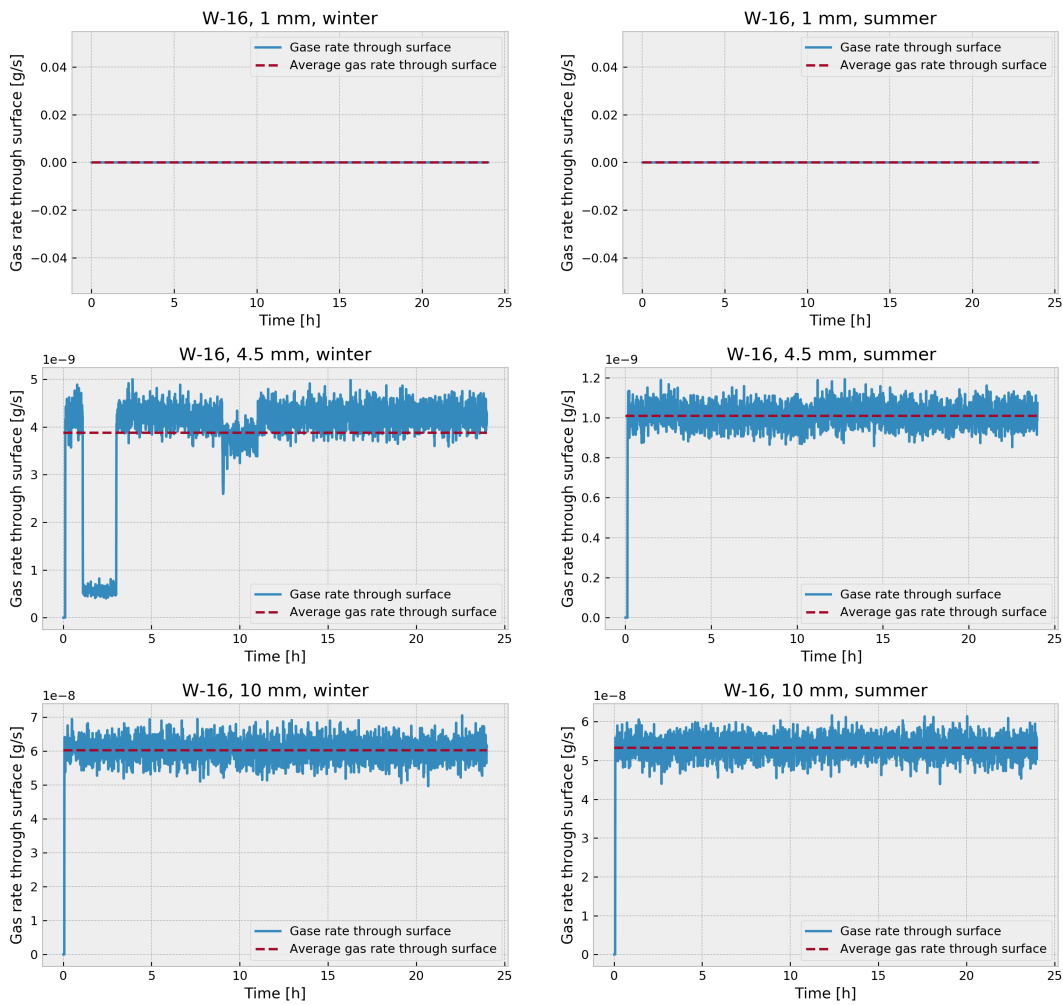 W-16, 1 mm, winter
Gas rate through surface [g/s]
0.04
0.02
0.00
−0.02
−0.04
Gase rate through surface
Average gas rate through surface
0 5 10 15 20 25
Time [h]
W-16, 1 mm, summer
Gas rate through surface [g/s]
0.04
0.02
0.00
−0.02
−0.04
Gase rate through surface
Average gas rate through surface
0 5 10 15 20 25
Time [h]
W-16, 4.5 mm, winter
1e−9
Gas rate through surface [g/s]
5
4
3
2
1
0
Gase rate through surface
Average gas rate through surface
0 5 10 15 20 25
Time [h]
W-16, 4.5 mm, summer
1e−9
Gas rate through surface [g/s]
1.2
1.0
0.8
0.6
0.4
0.2
0.0
Gase rate through surface
Average gas rate through surface
0 5 10 15 20 25
Time [h]
W-16, 10 mm, winter
1e−8
Gas rate through surface [g/s]
7
6
5
4
3
2
1
0
Gase rate through surface
Average gas rate through surface
0 5 10 15 20 25
Time [h]
W-16, 10 mm, summer
1e−8
Gas rate through surface [g/s]
6
5
4
3
2
1
0
Gase rate through surface
Average gas rate through surface
0 5 10 15 20 25
Time [h]